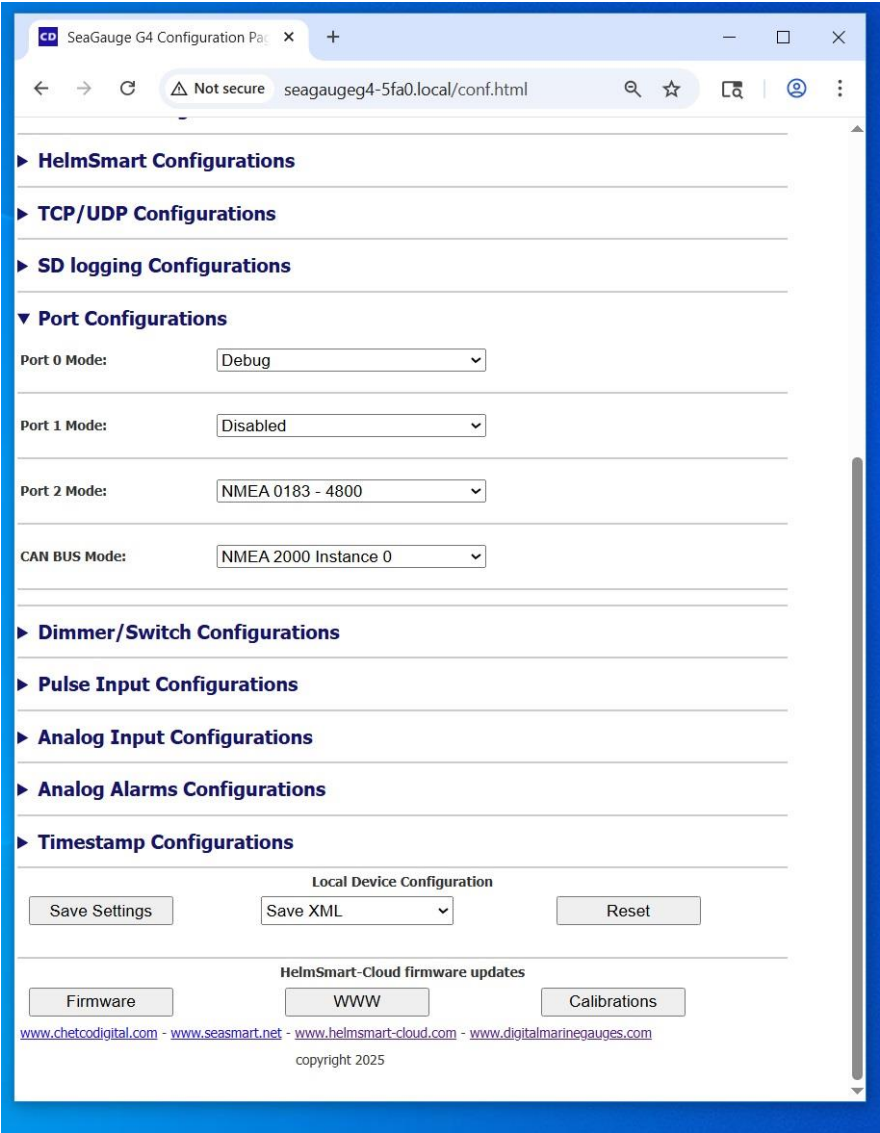 CD SeaGauge G4 Configuration Pag
Not secure seagaugeg4-5fa0.local/conf.html
HelmSmart Configurations
TCP/UDP Configurations
SD logging Configurations
Port Configurations
Port 0 Mode: Debug
Port 1 Mode: Disabled
Port 2 Mode: NMEA 0183 - 4800
CAN BUS Mode: NMEA 2000 Instance 0
Dimmer/Switch Configurations
Pulse Input Configurations
Analog Input Configurations
Analog Alarms Configurations
Timestamp Configurations
Local Device Configuration
Save Settings Save XML Reset
HelmSmart-Cloud firmware updates
Firmware WWW Calibrations
www.chetcodigital.com - www.seasmart.net - www.helmsmart-cloud.com - www.digitalmarinegauges.com
copyright 2025